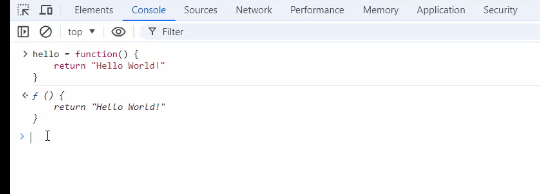 Elements Console Sources Network Performance Memory Application Security
top ▼ Filter
> hello = function() {
return "Hello World!"
}
<· ƒ () {
return "Hello World!"
}
>